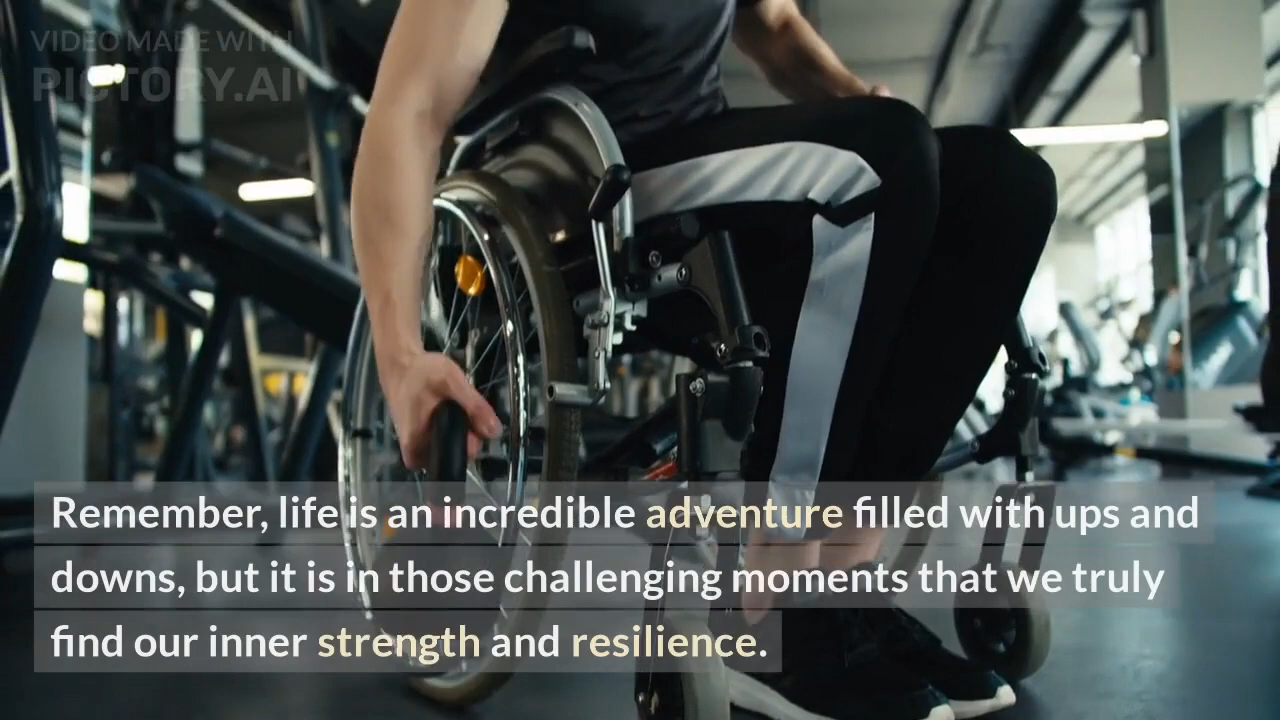 VIDEO MADE WITH
PICTORY.AI
Remember, life is an incredible adventure filled with ups and
downs, but it is in those challenging moments that we truly
find our inner strength and resilience.